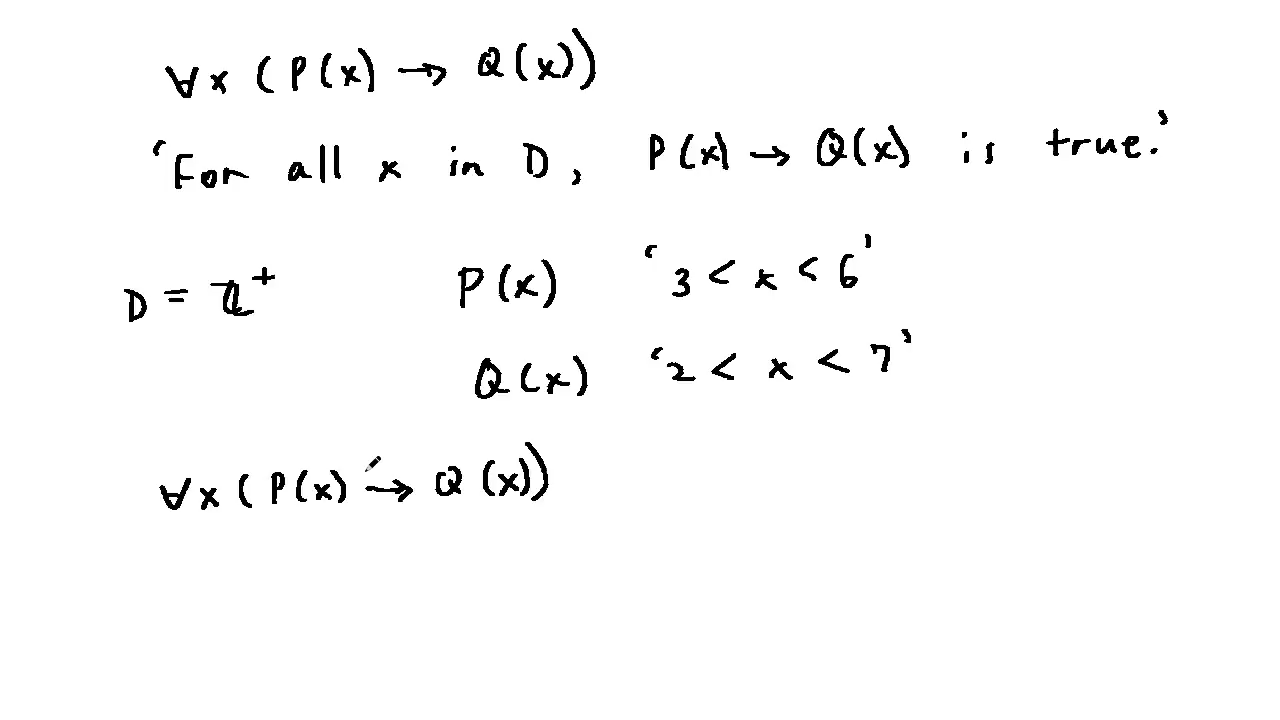 ∀x (P(x) → Q(x))
'For all x in D, P(x) → Q(x) is true.'
D = ℤ⁺ P(x) '3 < x < 6'
Q(x) '2 < x < 7'
∀x (P(x) → Q(x))